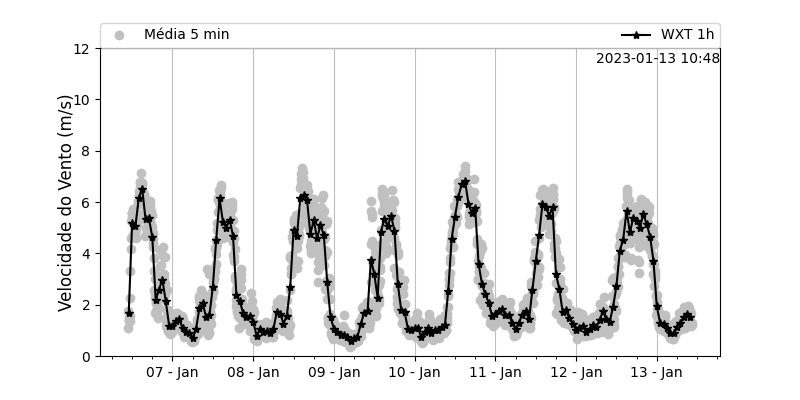 Média 5 min
WXT 1h
2023-01-13 10:48
Velocidade do Vento (m/s)
12
10
8
6
4
2
0
07 - Jan
08 - Jan
09 - Jan
10 - Jan
11 - Jan
12 - Jan
13 - Jan